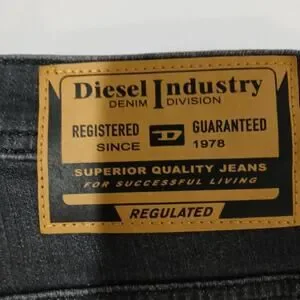 Diesel Industry
DENIM DIVISION
REGISTERED D GUARANTEED
SINCE 1978
SUPERIOR QUALITY JEANS
FOR SUCCESSFUL LIVING
REGULATED